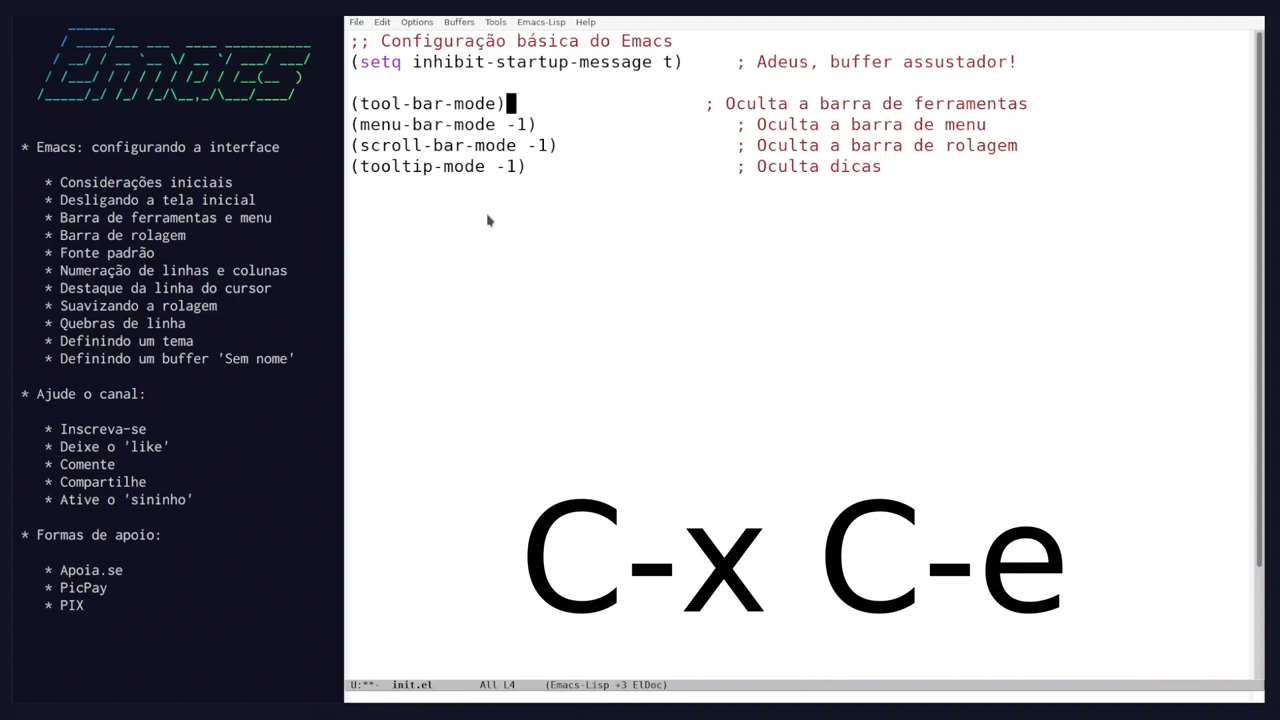 Emacs
* Emacs: configurando a interface
* Considerações iniciais
* Desligando a tela inicial
* Barra de ferramentas e menu
* Barra de rolagem
* Fonte padrão
* Numeração de linhas e colunas
* Destaque da linha do cursor
* Suavizando a rolagem
* Quebras de linha
* Definindo um tema
* Definindo um buffer 'Sem nome'
* Ajude o canal:
* Inscreva-se
* Deixe o 'like'
* Comente
* Compartilhe
* Ative o 'sininho'
* Formas de apoio:
* Apoia.se
* PicPay
* PIX
File Edit Options Buffers Tools Emacs-Lisp Help
;; Configuração básica do Emacs
(setq inhibit-startup-message t) ; Adeus, buffer assustador!
(tool-bar-mode) ; Oculta a barra de ferramentas
(menu-bar-mode -1) ; Oculta a barra de menu
(scroll-bar-mode -1) ; Oculta a barra de rolagem
(tooltip-mode -1) ; Oculta dicas
C-x C-e
U:**- init.el All L4 (Emacs-Lisp +3 ElDoc)